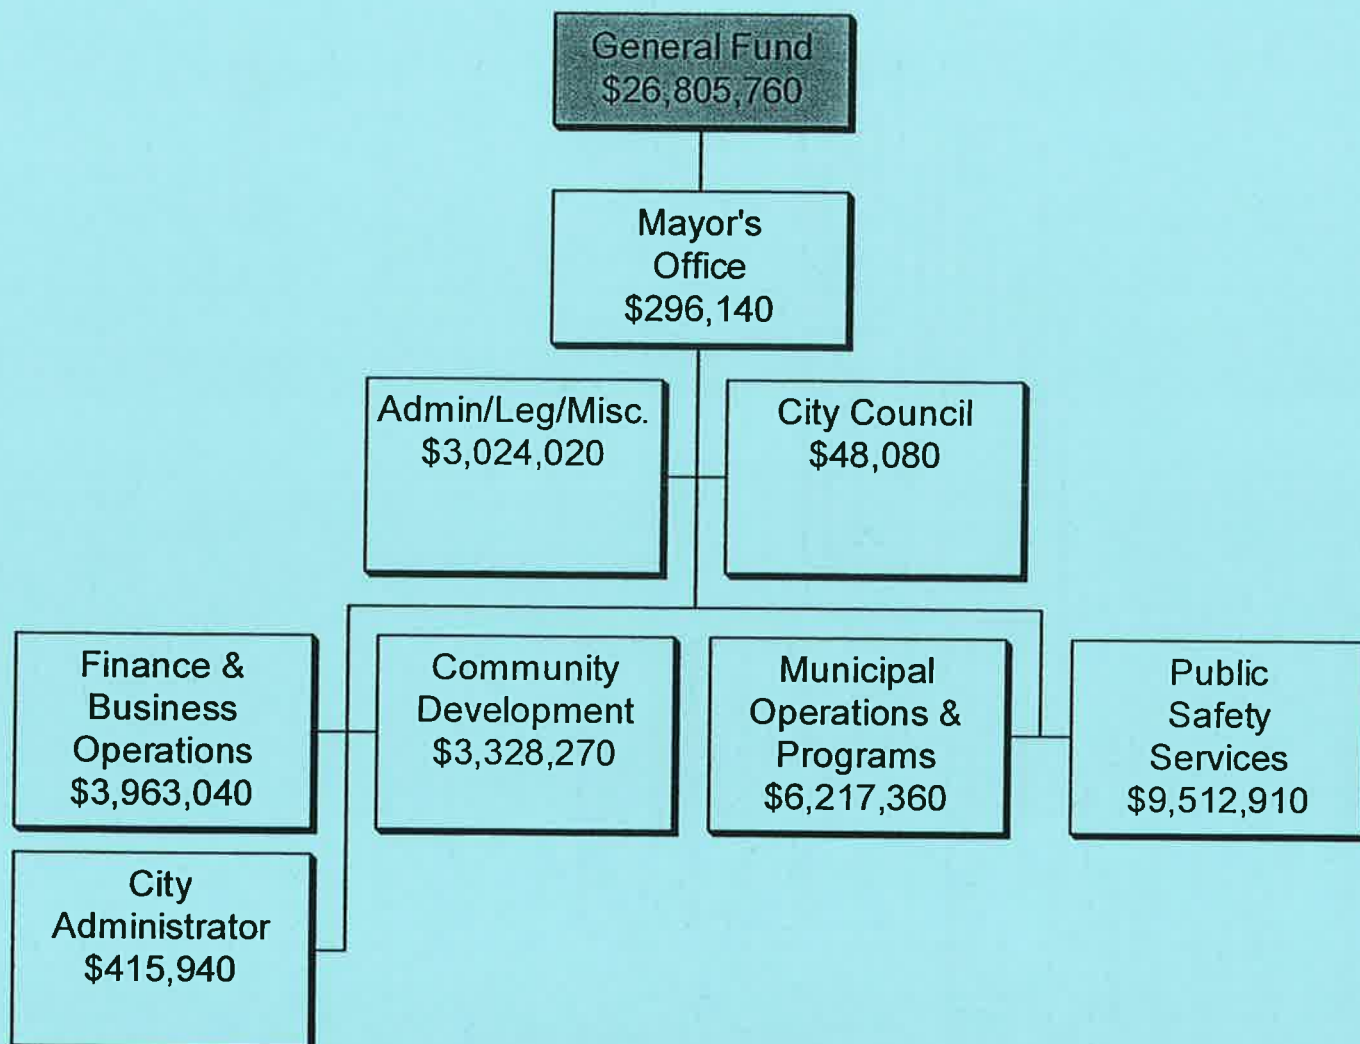 General Fund
$26,805,760
Mayor's
Office
$296,140
Admin/Leg/Misc.
$3,024,020
City Council
$48,080
Finance &
Business
Operations
$3,963,040
Community
Development
$3,328,270
Municipal
Operations &
Programs
$6,217,360
Public
Safety
Services
$9,512,910
City
Administrator
$415,940